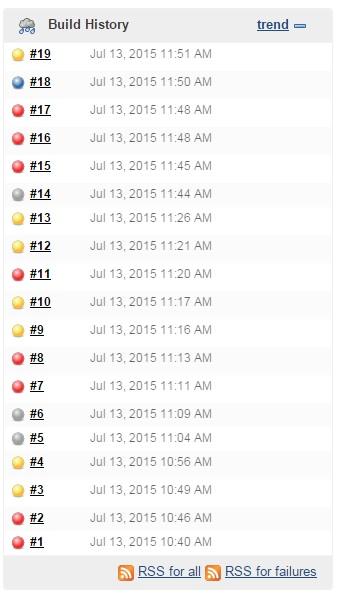 Build History trend
#19 Jul 13, 2015 11:51 AM
#18 Jul 13, 2015 11:50 AM
#17 Jul 13, 2015 11:48 AM
#16 Jul 13, 2015 11:48 AM
#15 Jul 13, 2015 11:45 AM
#14 Jul 13, 2015 11:44 AM
#13 Jul 13, 2015 11:26 AM
#12 Jul 13, 2015 11:21 AM
#11 Jul 13, 2015 11:20 AM
#10 Jul 13, 2015 11:17 AM
#9 Jul 13, 2015 11:16 AM
#8 Jul 13, 2015 11:13 AM
#7 Jul 13, 2015 11:11 AM
#6 Jul 13, 2015 11:09 AM
#5 Jul 13, 2015 11:04 AM
#4 Jul 13, 2015 10:56 AM
#3 Jul 13, 2015 10:49 AM
#2 Jul 13, 2015 10:46 AM
#1 Jul 13, 2015 10:40 AM
RSS for all RSS for failures